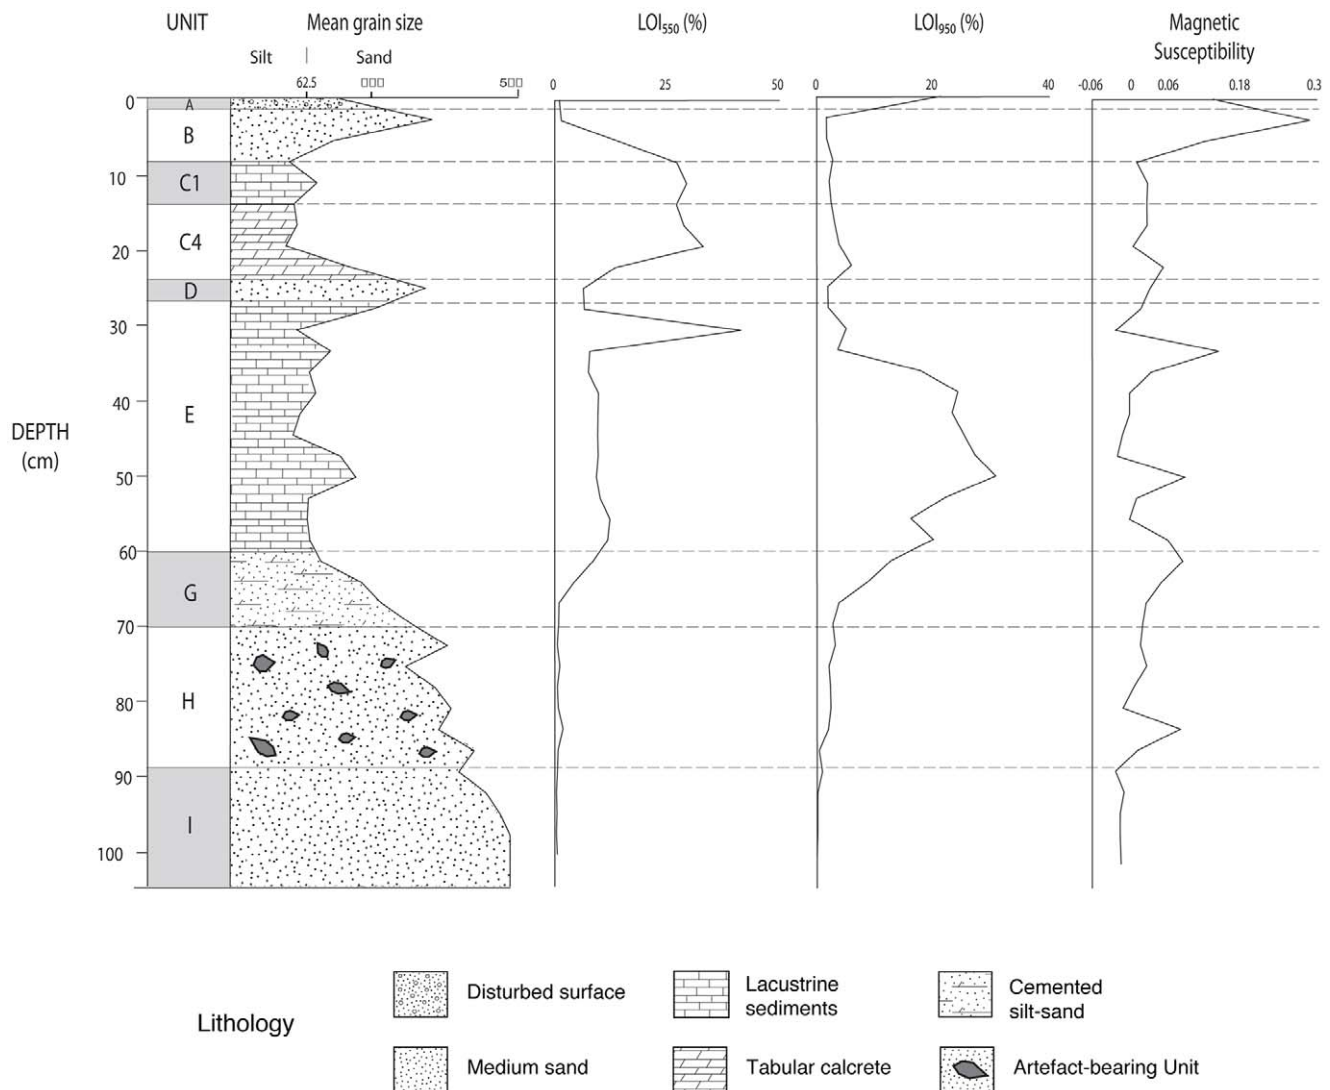 UNIT Mean grain size LOI550 (%) LOI950 (%) Magnetic
Susceptibility
Silt | Sand
62.5 □□□ 5□□
0 25 50
0 20 40
-0.06 0 0.06 0.18 0.3
0
A
B
10
C1
C4
20
D
30
E
40
DEPTH
(cm)
50
60
G
70
H
80
90
I
100
Lithology
Disturbed surface
Lacustrine
sediments
Cemented
silt-sand
Medium sand
Tabular calcrete
Artefact-bearing Unit